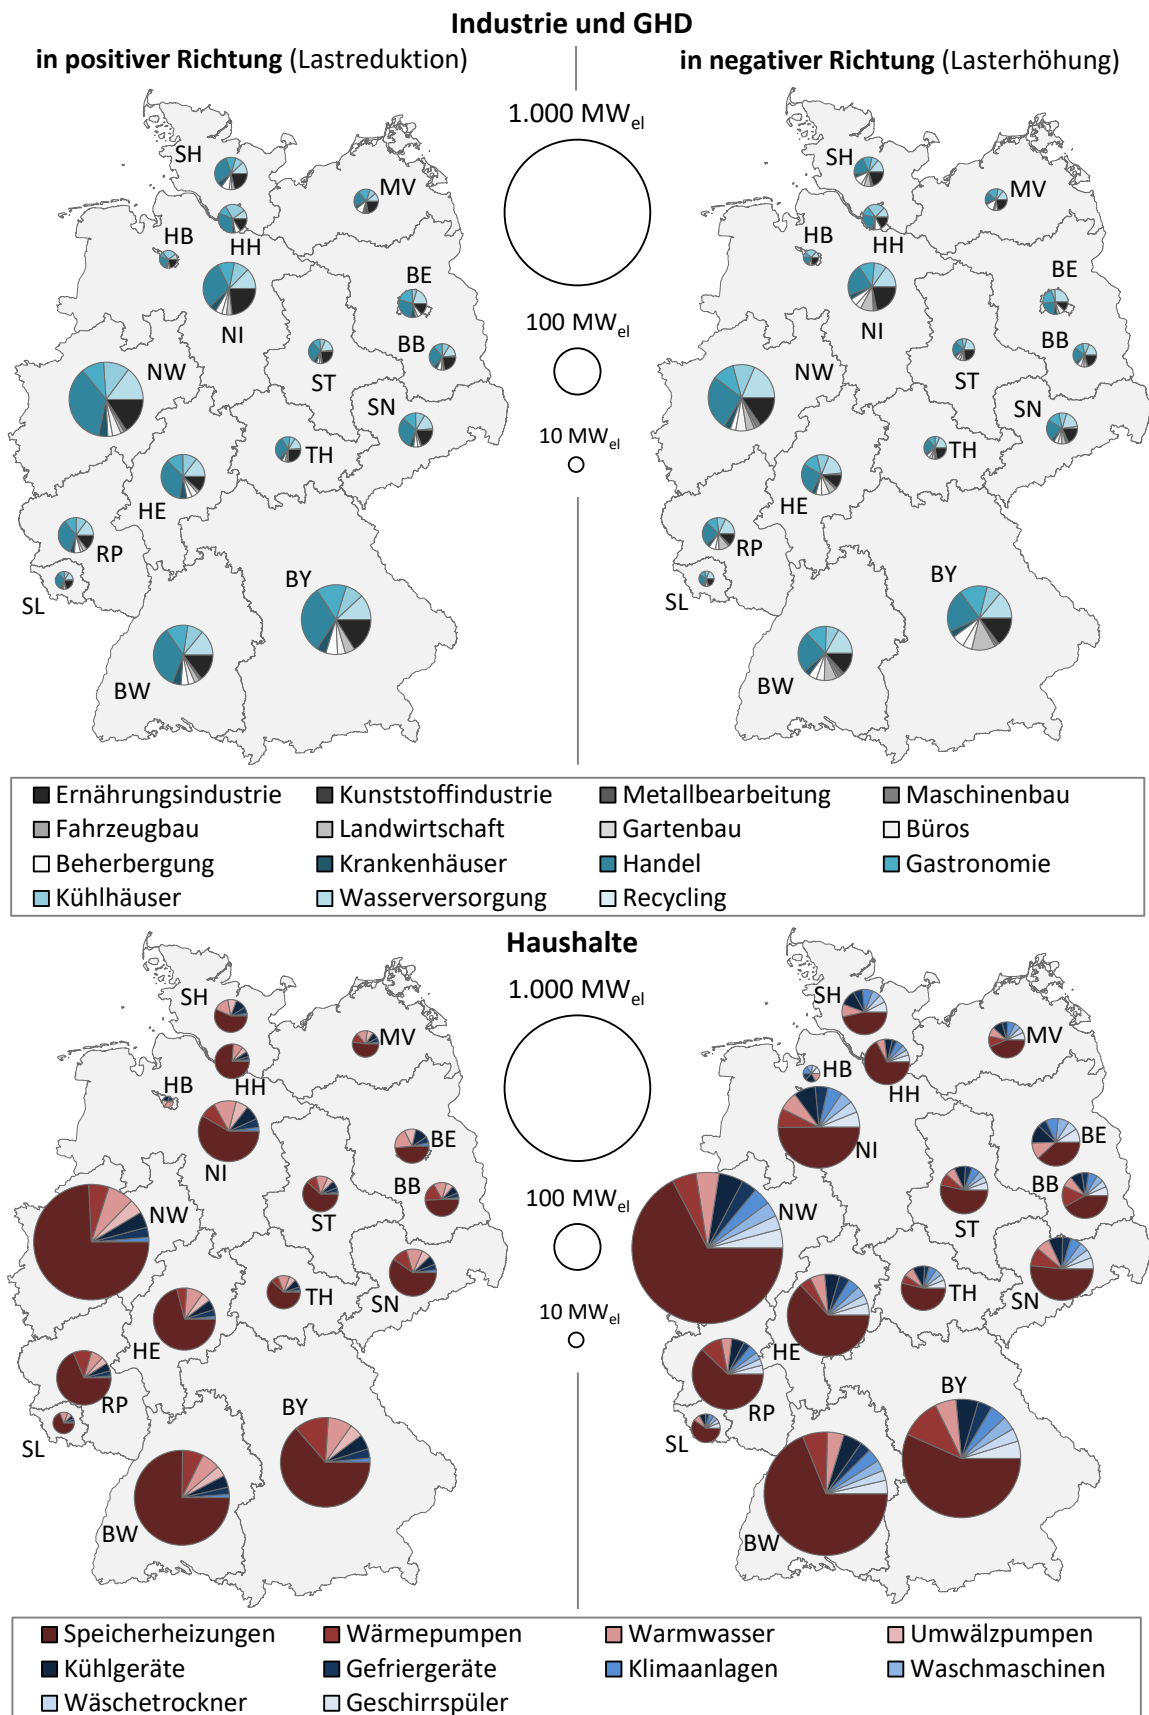 Industrie und GHD
in positiver Richtung (Lastreduktion)
in negativer Richtung (Lasterhöhung)
1.000 MWel
100 MWel
10 MWel
SH
MV
HB
HH
NI
BE
BB
ST
NW
SN
TH
HE
RP
SL
BY
BW
SH
MV
HB
HH
NI
BE
BB
ST
NW
SN
TH
HE
RP
SL
BY
BW
Ernährungsindustrie Kunststoffindustrie Metallbearbeitung Maschinenbau
Fahrzeugbau Landwirtschaft Gartenbau Büros
Beherbergung Krankenhäuser Handel Gastronomie
Kühlhäuser Wasserversorgung Recycling
Haushalte
1.000 MWel
100 MWel
10 MWel
SH
MV
HB
HH
NI
BE
BB
ST
NW
SN
TH
HE
RP
SL
BY
BW
SH
MV
HB
HH
NI
BE
BB
ST
NW
SN
TH
HE
RP
SL
BY
BW
Speicherheizungen Wärmepumpen Warmwasser Umwälzpumpen
Kühlgeräte Gefriergeräte Klimaanlagen Waschmaschinen
Wäschetrockner Geschirrspüler